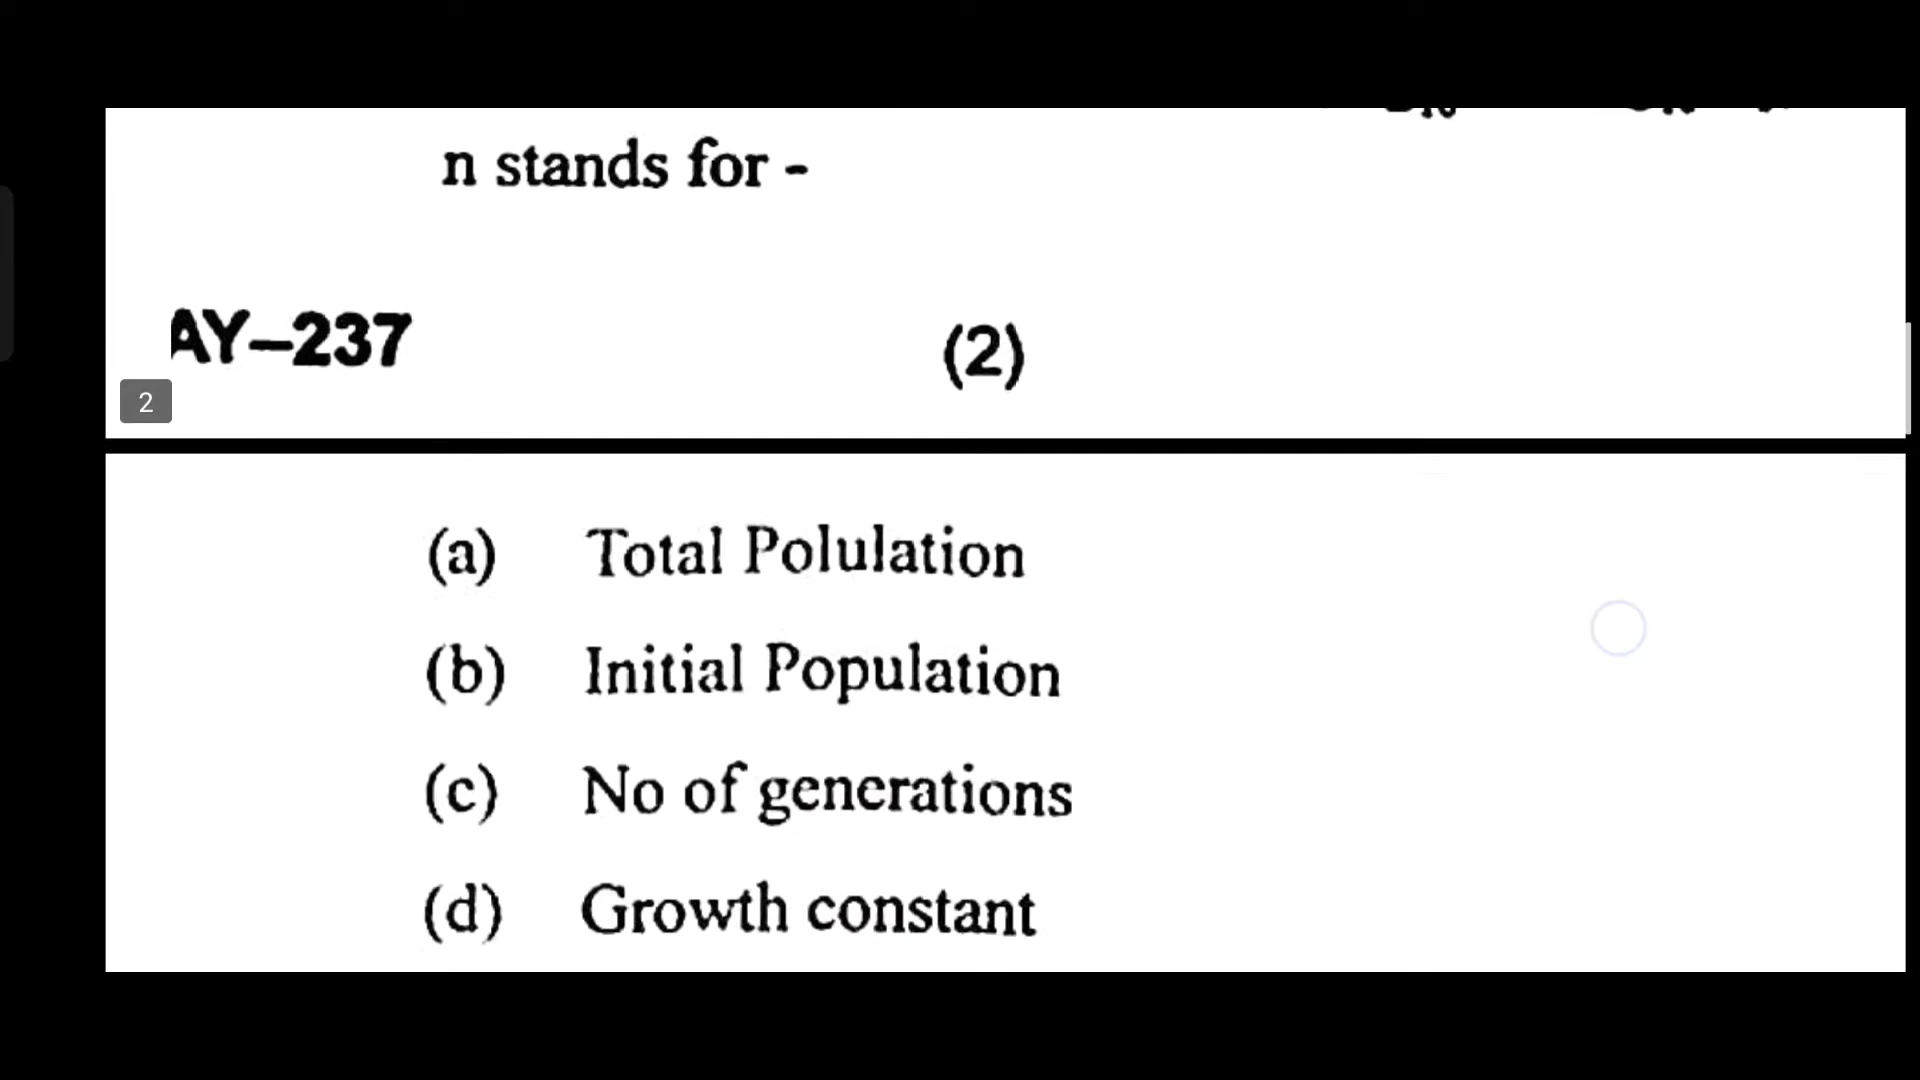 n stands for -
AY–237
(2)
2
(a) Total Polulation
(b) Initial Population
(c) No of generations
(d) Growth constant